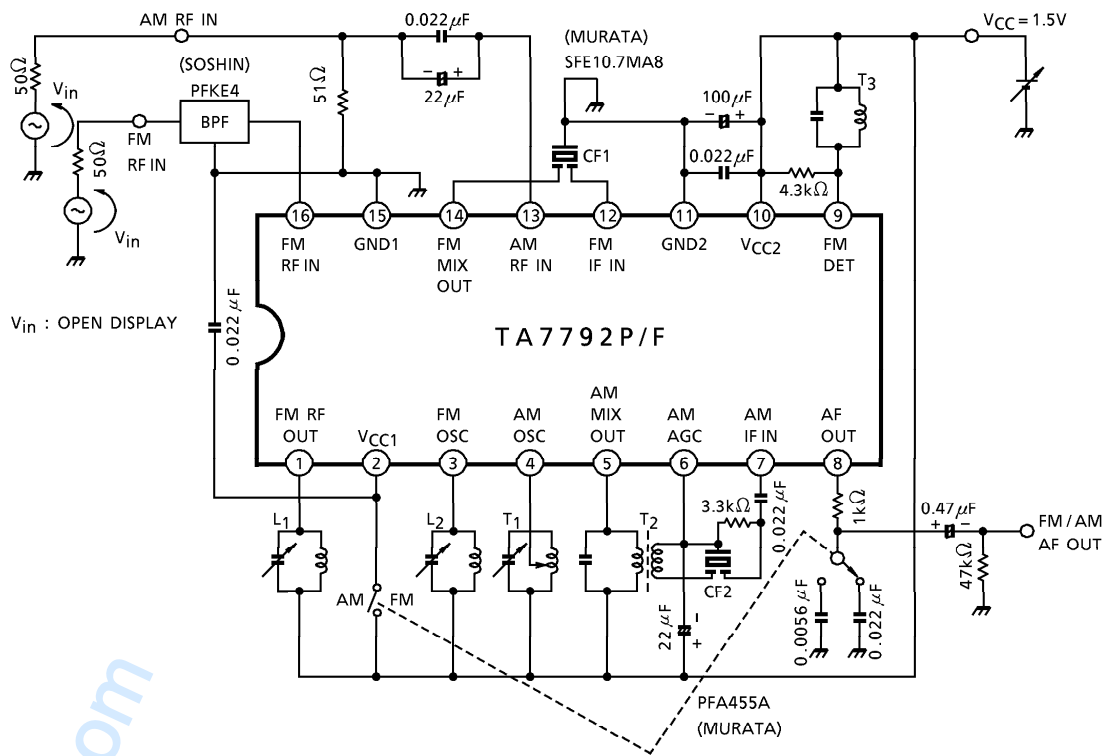 AM RF IN
0.022μF
(MURATA)
SFE10.7MA8
VCC = 1.5V
50Ω
Vin
(SOSHIN)
PFKE4
BPF
51Ω
22μF
100μF
T3
FM
RF IN
50Ω
Vin
CF1
0.022μF
4.3kΩ
16
15
14
13
12
11
10
9
FM
RF IN
GND1
FM
MIX
OUT
AM
RF IN
FM
IF IN
GND2
VCC2
FM
DET
Vin : OPEN DISPLAY
0.022μF
TA7792P/F
FM RF
OUT
VCC1
FM
OSC
AM
OSC
AM
MIX
OUT
AM
AGC
AM
IF IN
AF
OUT
1
2
3
4
5
6
7
8
L1
L2
T1
T2
3.3kΩ
0.022μF
1kΩ
0.47μF
FM/AM
AF OUT
CF2
47kΩ
AM
FM
22μF
0.0056μF
0.022μF
PFA455A
(MURATA)
com